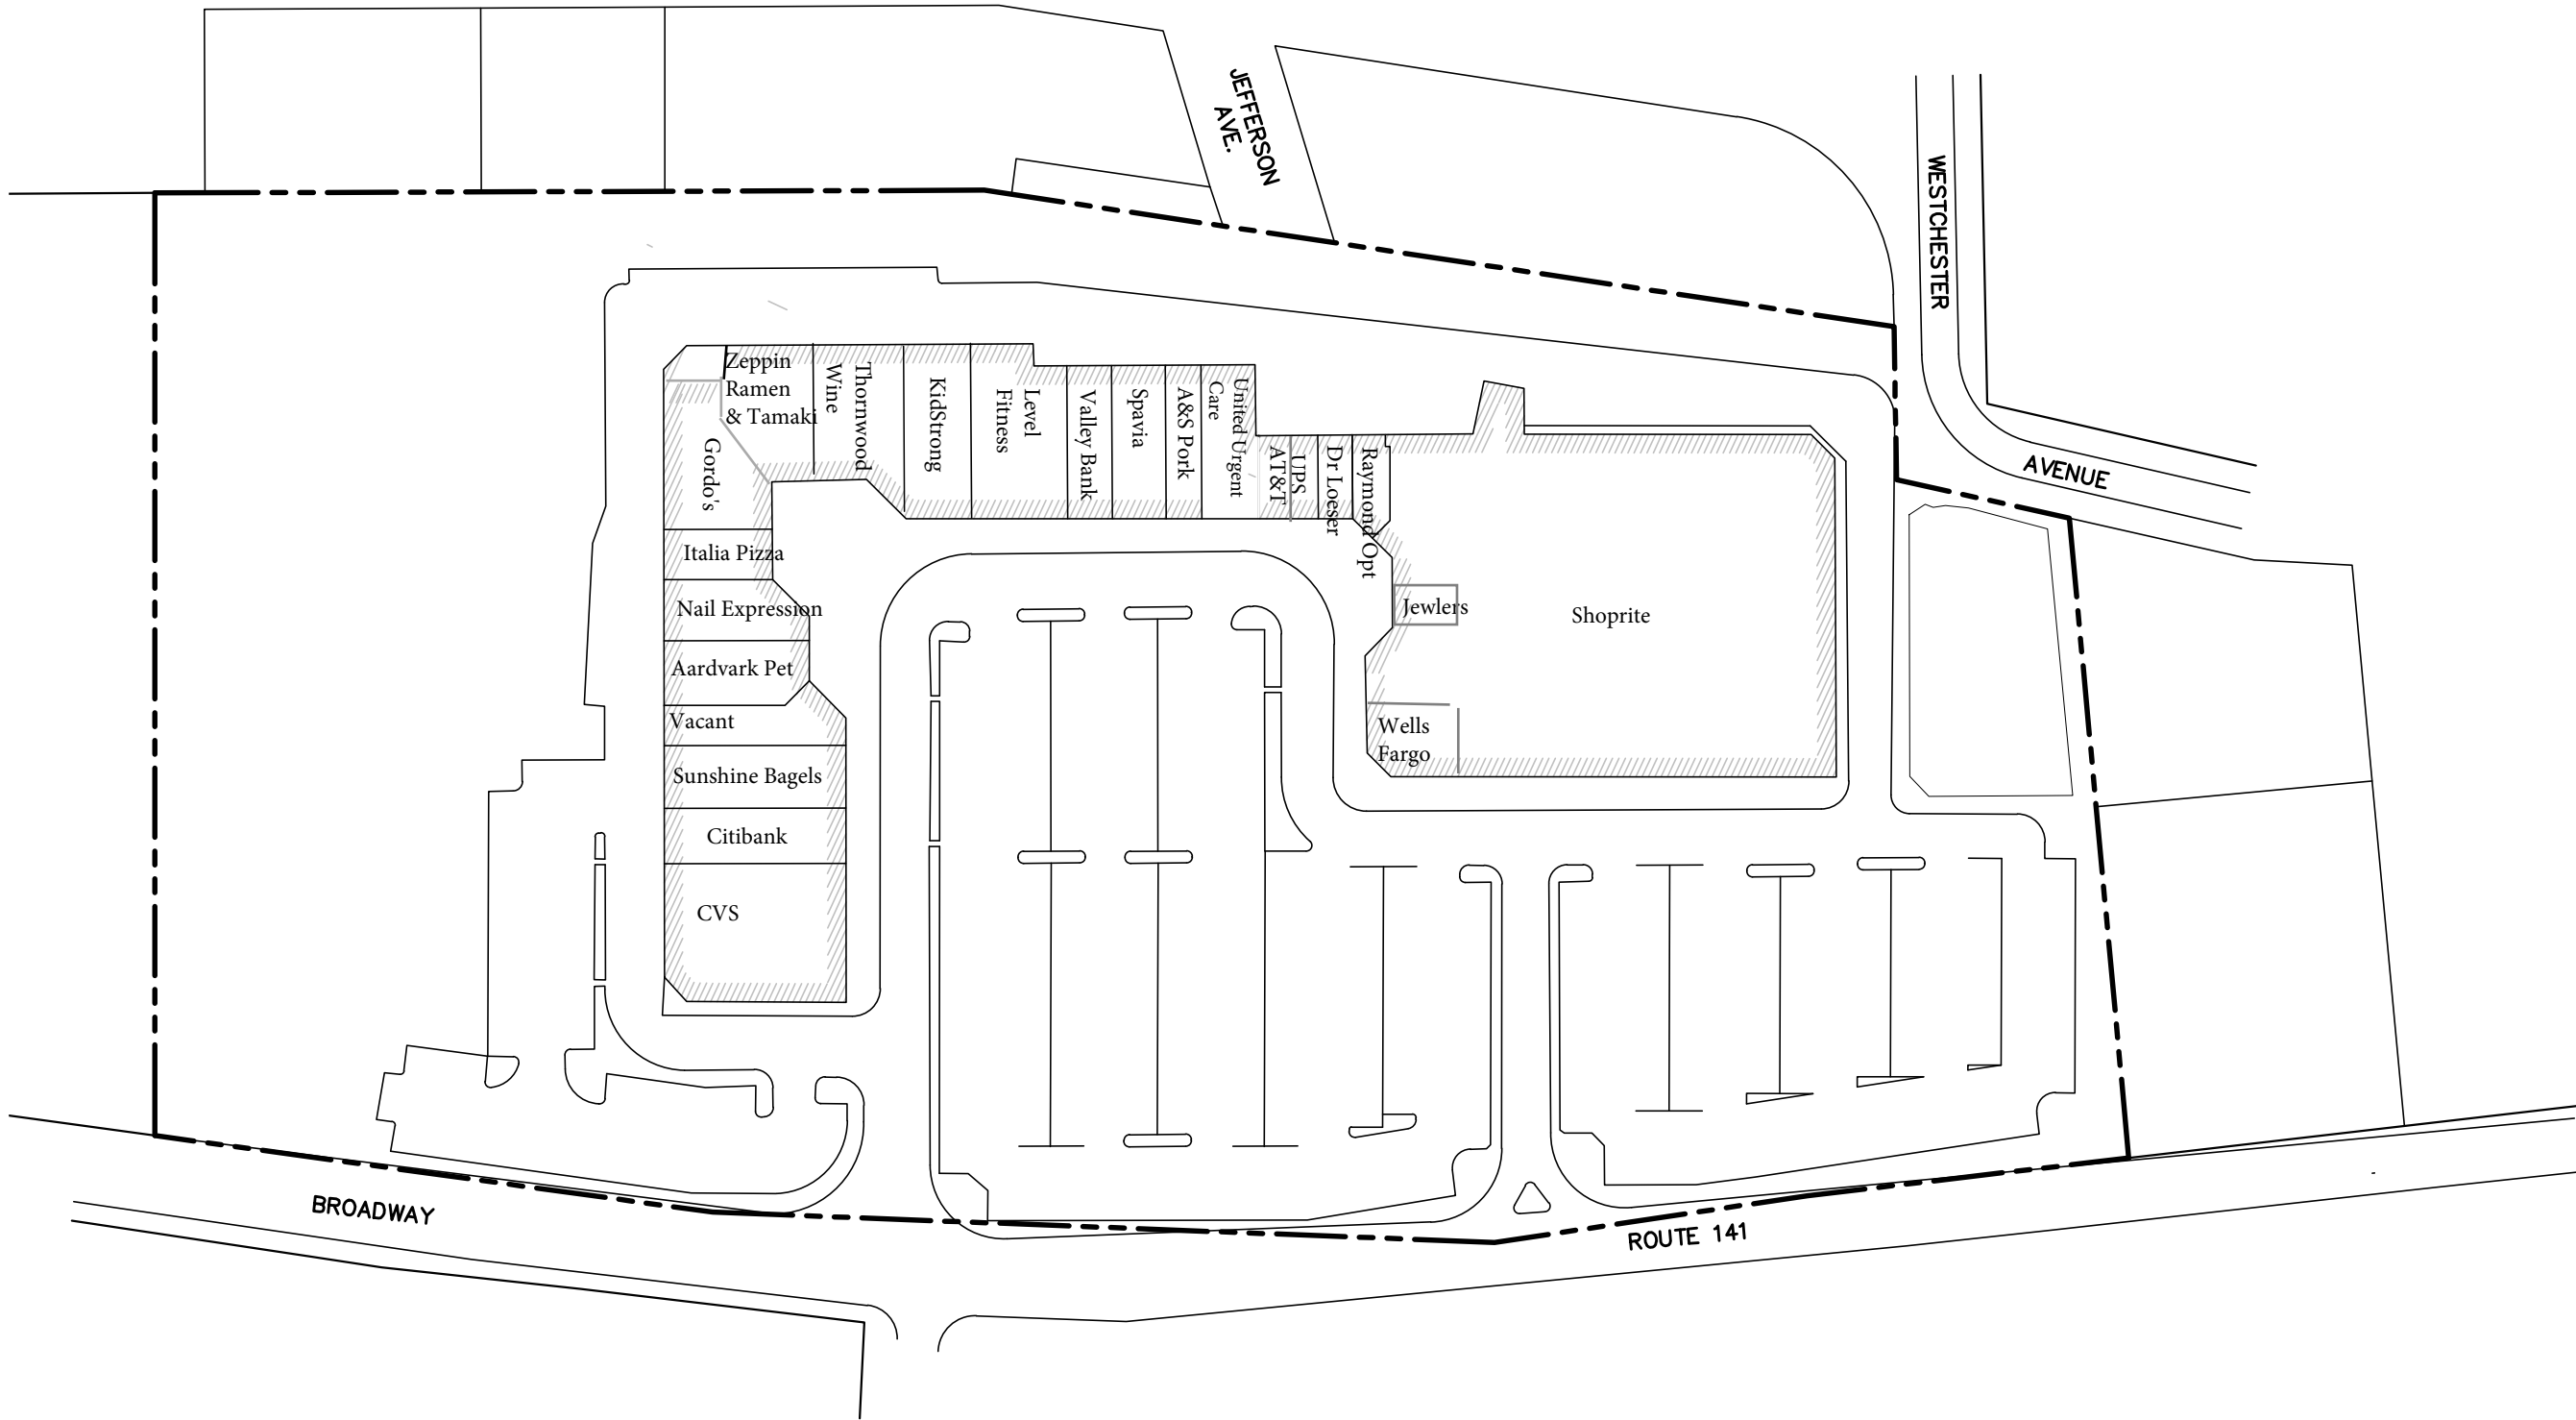 JEFFERSON
AVE.
WESTCHESTER
AVENUE
Zeppin
Ramen
& Tamaki
Thornwood
Wine
KidStrong
Level
Fitness
Valley Bank
Spavia
A&S Pork
United Urgent
Care
AT&T
UPS
Dr Loeser
Raymond Opt
Gordo's
Italia Pizza
Nail Expression
Aardvark Pet
Vacant
Sunshine Bagels
Citibank
CVS
Jewlers
Shoprite
Wells
Fargo
BROADWAY
ROUTE 141